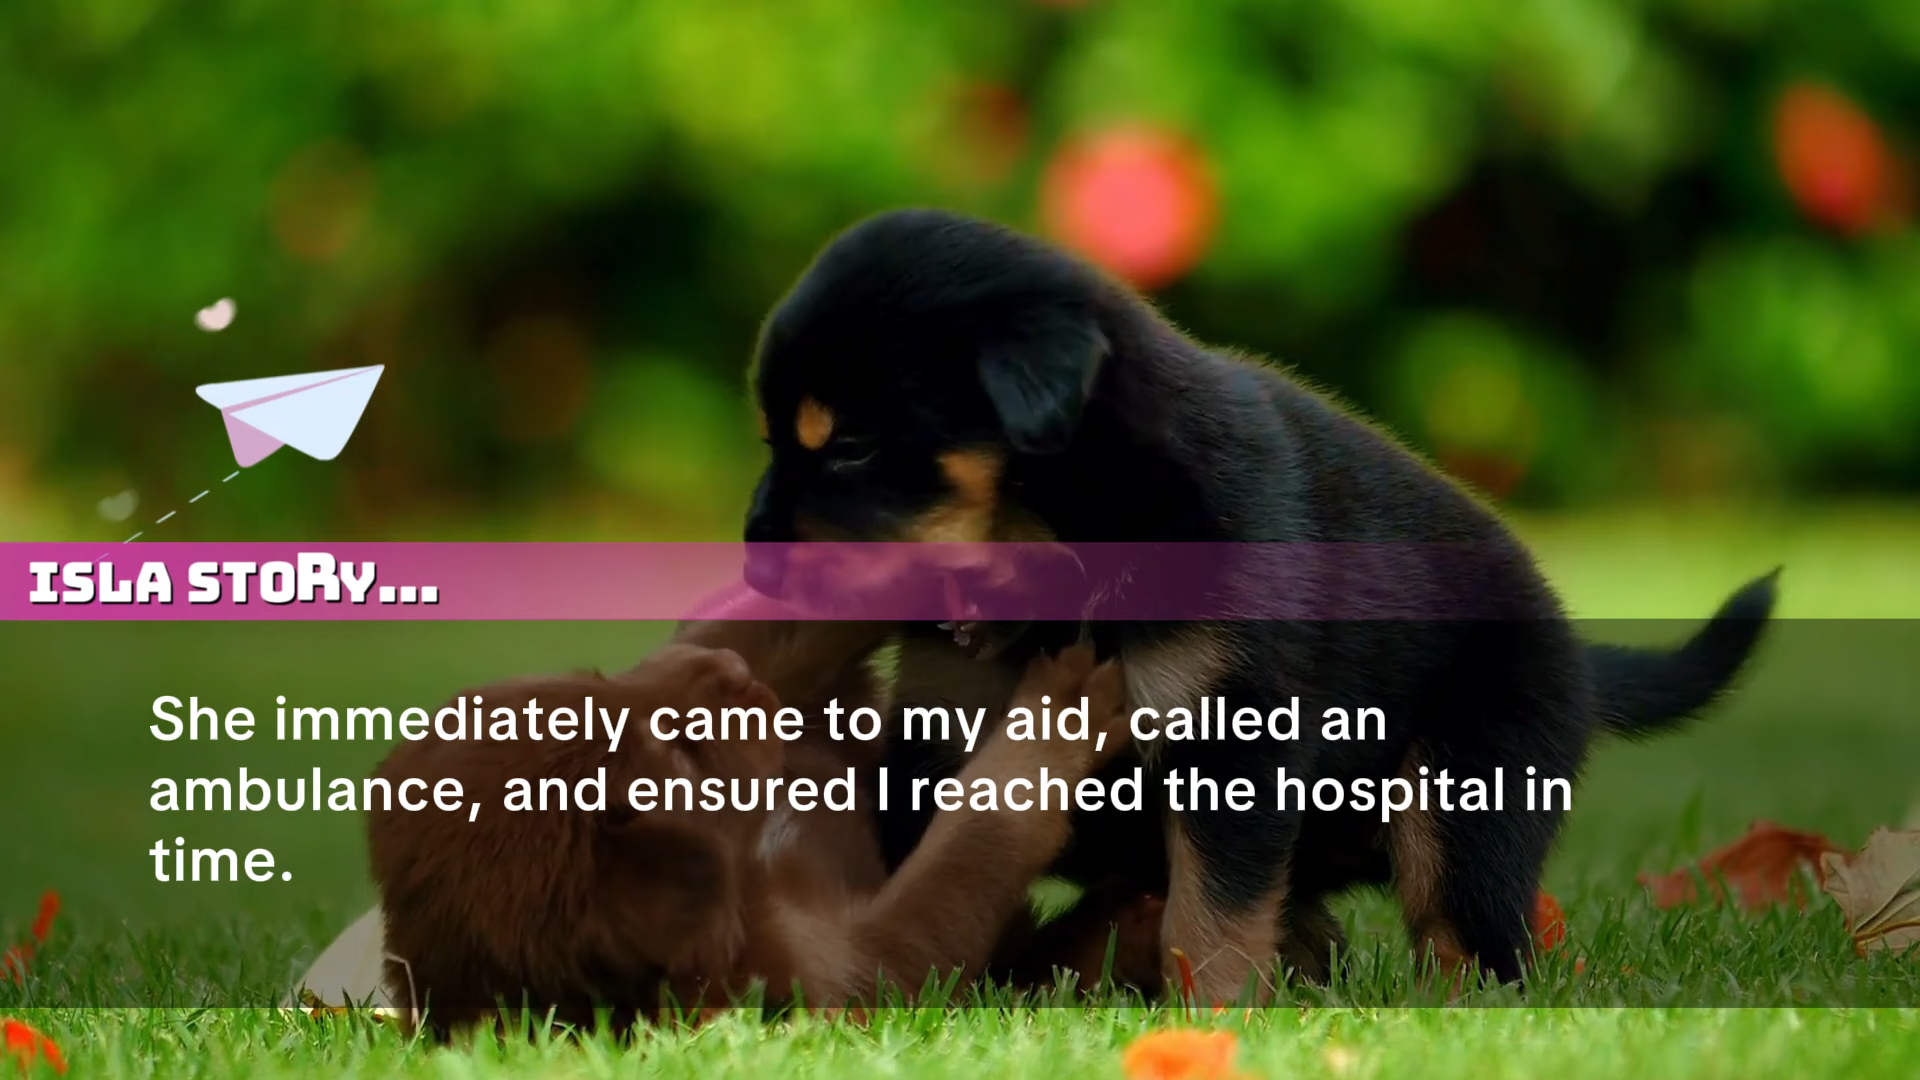 ISLA STORY...
She immediately came to my aid, called an
ambulance, and ensured I reached the hospital in
time.